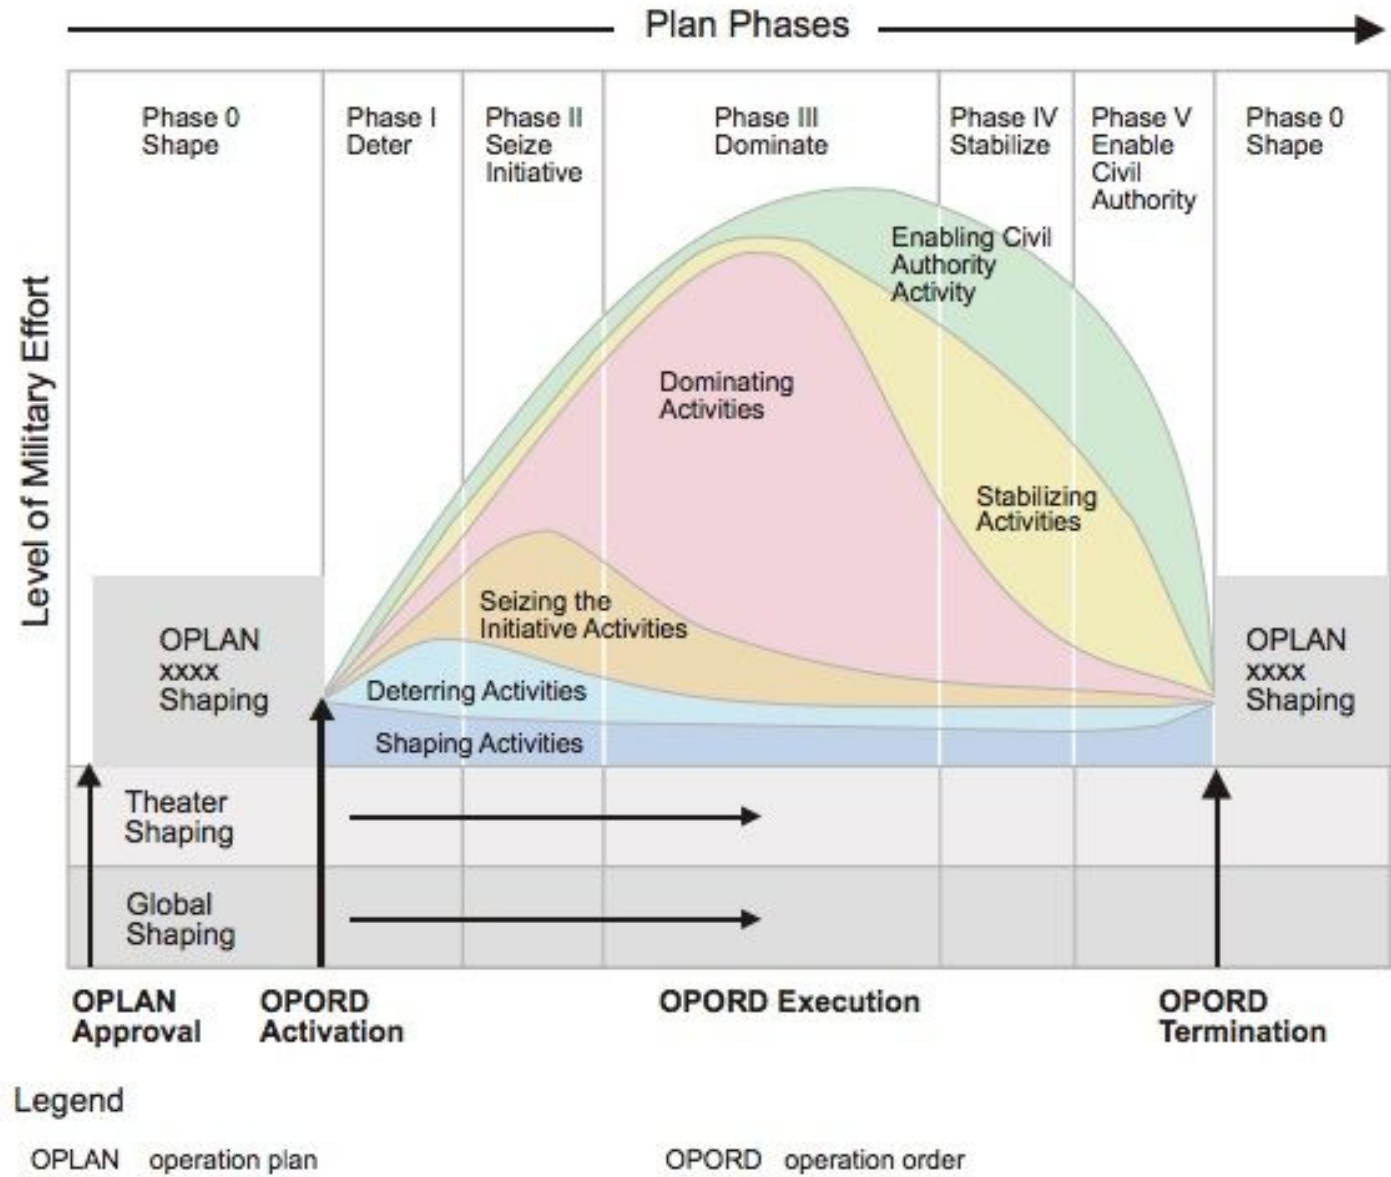 Plan Phases
Phase 0
Shape
Phase I
Deter
Phase II
Seize
Initiative
Phase III
Dominate
Phase IV
Stabilize
Phase V
Enable
Civil
Authority
Phase 0
Shape
Level of Military Effort
Enabling Civil
Authority
Activity
Dominating
Activities
Stabilizing
Activities
Seizing the
Initiative Activities
Deterring Activities
Shaping Activities
OPLAN
xxxx
Shaping
OPLAN
xxxx
Shaping
Theater
Shaping
Global
Shaping
OPLAN
Approval
OPORD
Activation
OPORD Execution
OPORD
Termination
Legend
OPLAN operation plan
OPORD operation order